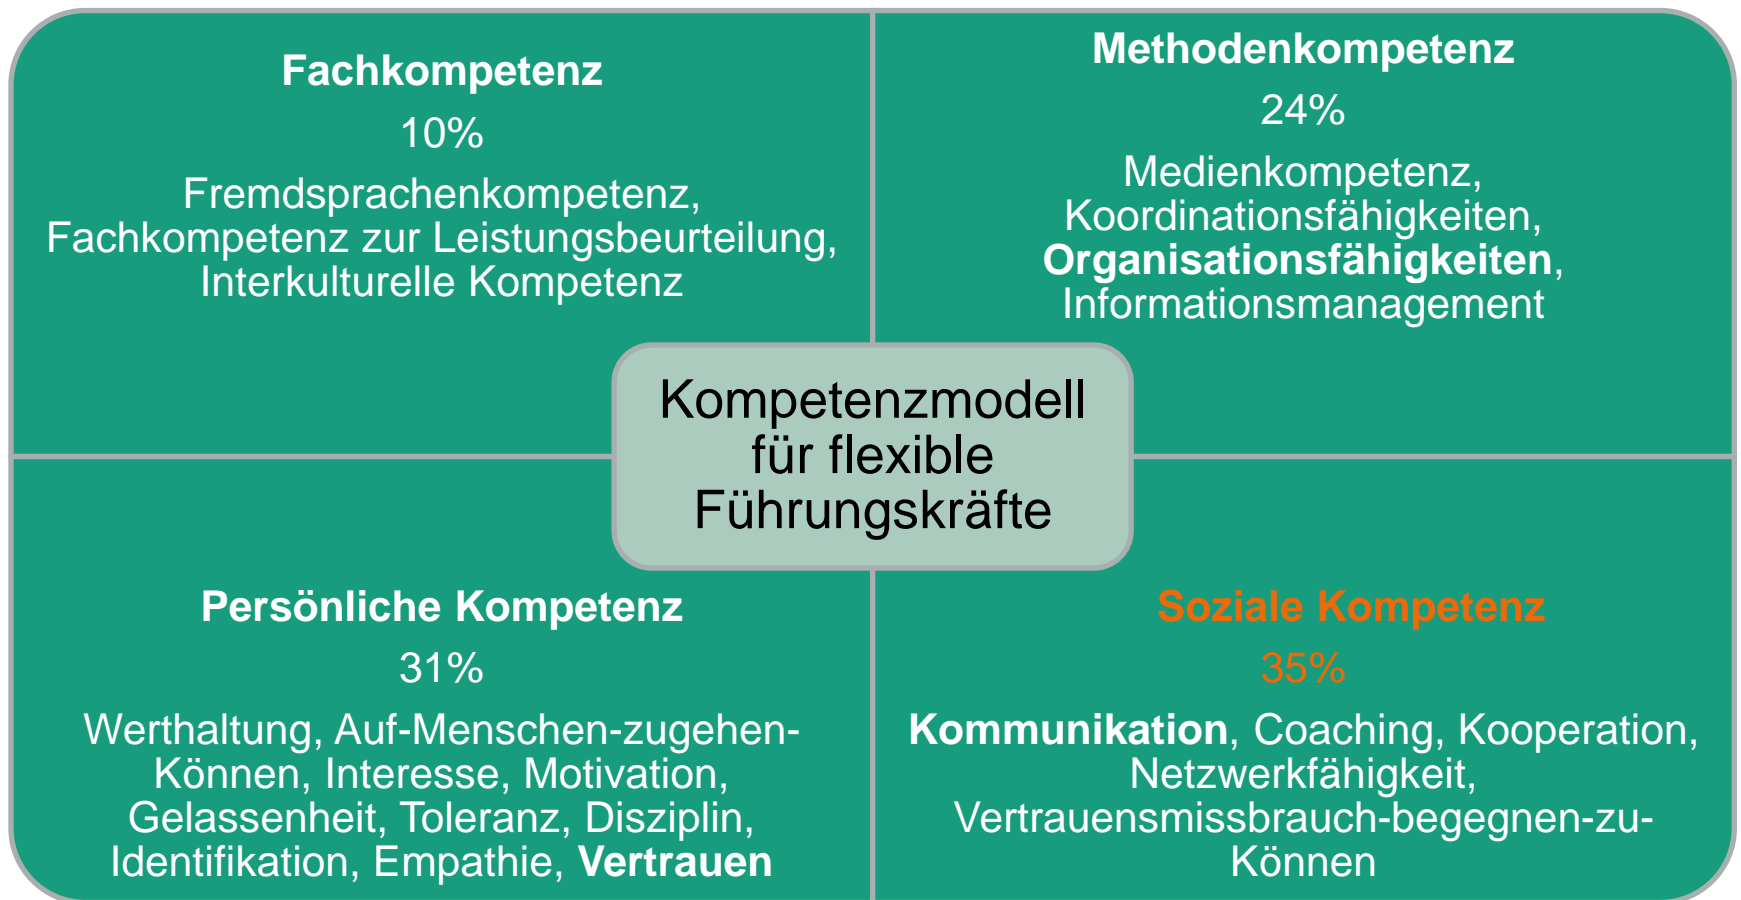 Fachkompetenz
10%
Fremdsprachenkompetenz,
Fachkompetenz zur Leistungsbeurteilung,
Interkulturelle Kompetenz
Methodenkompetenz
24%
Medienkompetenz,
Koordinationsfähigkeiten,
Organisationsfähigkeiten,
Informationsmanagement
Kompetenzmodell
für flexible
Führungskräfte
Persönliche Kompetenz
31%
Werthaltung, Auf-Menschen-zugehen-
Können, Interesse, Motivation,
Gelassenheit, Toleranz, Disziplin,
Identifikation, Empathie, Vertrauen
Soziale Kompetenz
35%
Kommunikation, Coaching, Kooperation,
Netzwerkfähigkeit,
Vertrauensmissbrauch-begegnen-zu-
Können